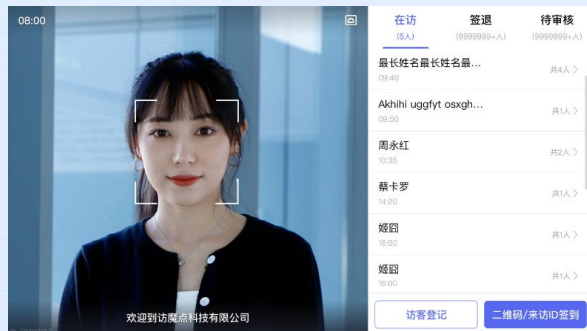 08:00
欢迎到访魔点科技有限公司
在访 签退 待审核
(5人) (9999999+人) (9999999+人)
最长姓名最长姓名最... 共4人
09:40
Akhihi uggfyt osxgh... 共1人
09:50
周永红 共2人
10:35
蔡卡罗 共1人
14:20
姬囧 共1人
16:00
姬囧 共1人
16:00
访客登记 二维码/来访ID签到